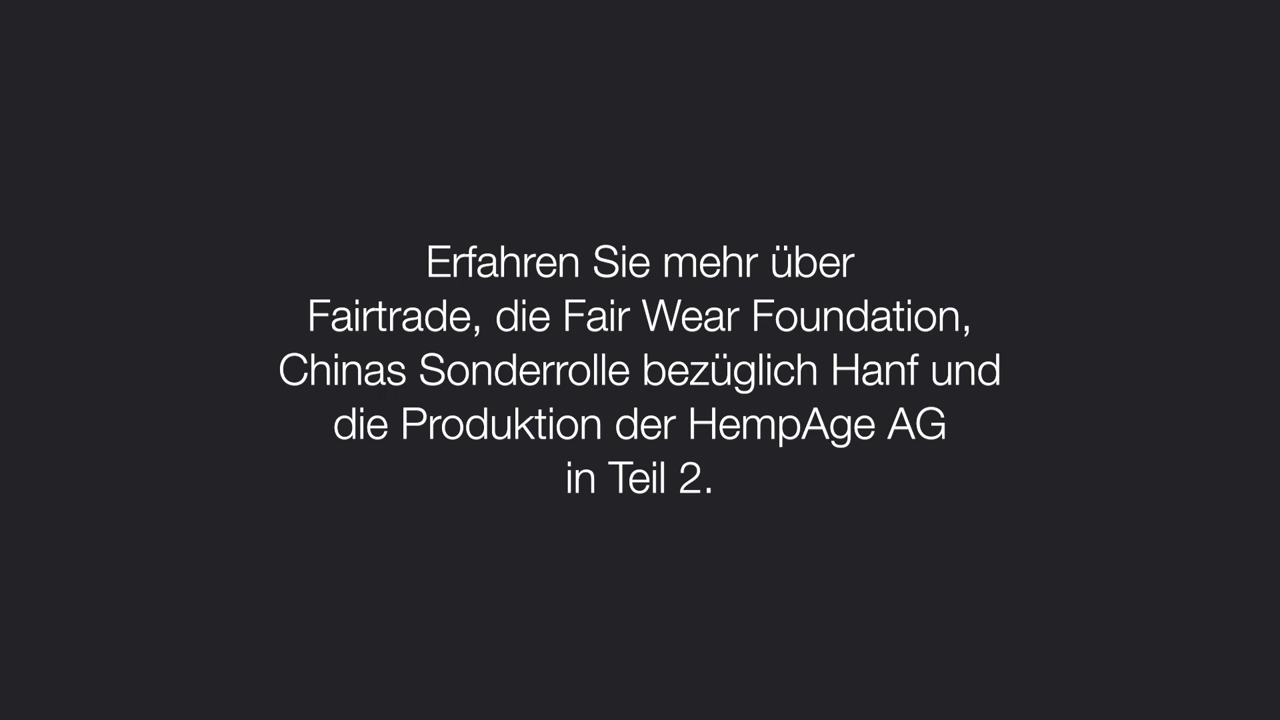 Erfahren Sie mehr über
Fairtrade, die Fair Wear Foundation,
Chinas Sonderrolle bezüglich Hanf und
die Produktion der HempAge AG
in Teil 2.